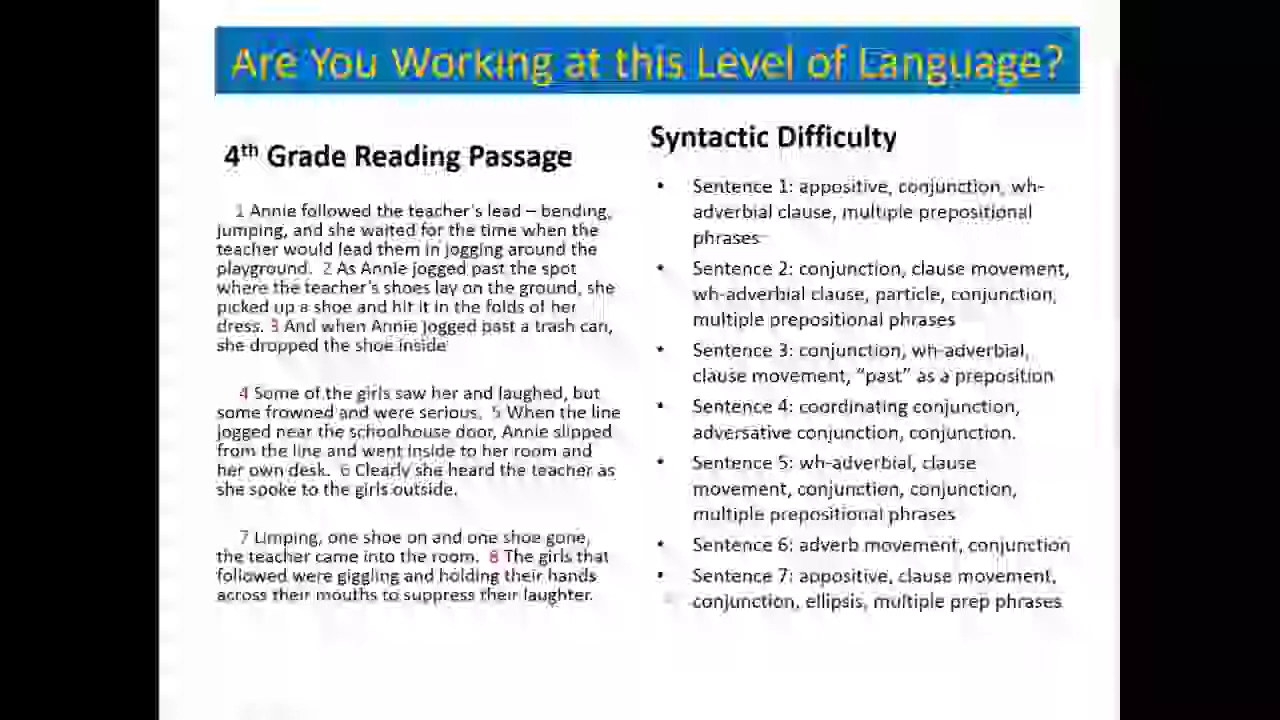 Are You Working at this Level of Language?
4th Grade Reading Passage
1 Annie followed the teacher's lead – bending,
jumping, and she waited for the time when the
teacher would lead them in jogging around the
playground. 2 As Annie jogged past the spot
where the teacher's shoes lay on the ground, she
picked up a shoe and hit it in the folds of her
dress. 3 And when Annie jogged past a trash can,
she dropped the shoe inside
4 Some of the girls saw her and laughed, but
some frowned and were serious. 5 When the line
jogged near the schoolhouse door, Annie slipped
from the line and went inside to her room and
her own desk. 6 Clearly she heard the teacher as
she spoke to the girls outside.
7 Limping, one shoe on and one shoe gone,
the teacher came into the room. 8 The girls that
followed were giggling and holding their hands
across their mouths to suppress their laughter.
Syntactic Difficulty
• Sentence 1: appositive, conjunction, wh-
adverbial clause, multiple prepositional
phrases
• Sentence 2: conjunction, clause movement,
wh-adverbial clause, particle, conjunction,
multiple prepositional phrases
• Sentence 3: conjunction, wh-adverbial,
clause movement, "past" as a preposition
• Sentence 4: coordinating conjunction,
adversative conjunction, conjunction.
• Sentence 5: wh-adverbial, clause
movement, conjunction, conjunction,
multiple prepositional phrases
• Sentence 6: adverb movement, conjunction
• Sentence 7: appositive, clause movement,
conjunction, ellipsis, multiple prep phrases